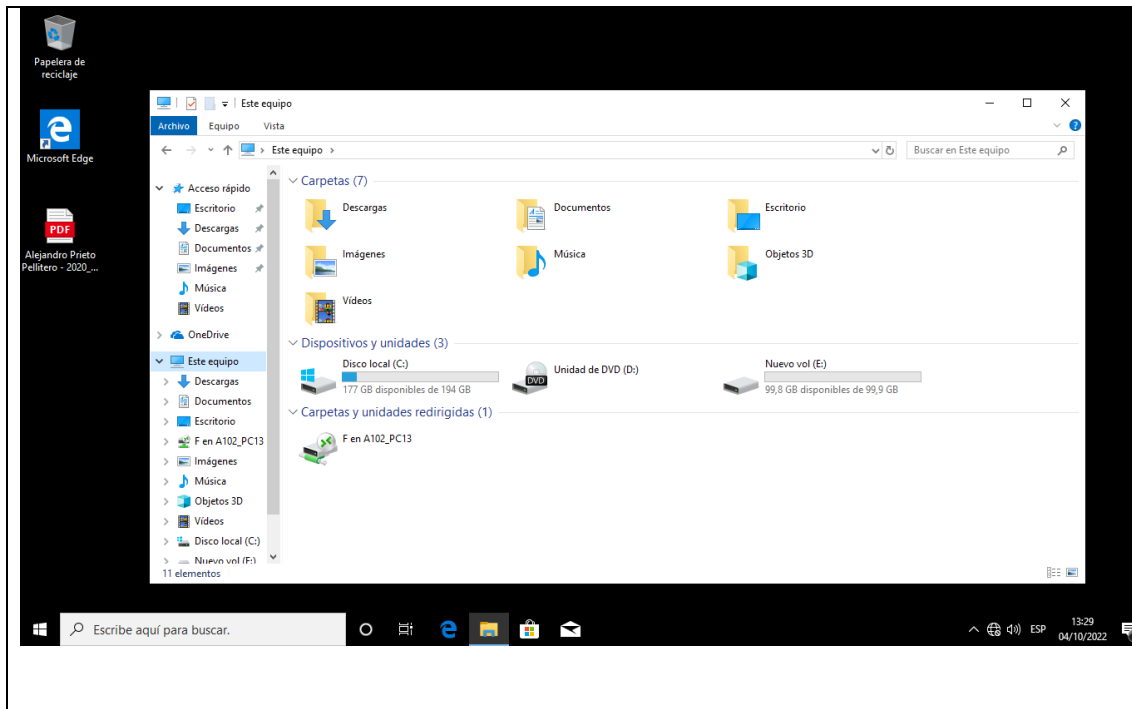 Papelera de
reciclaje
Microsoft Edge
PDF
Alejandro Prieto
Pellitero - 2020_...
Este equipo
Archivo Equipo Vista
Este equipo
Buscar en Este equipo
Acceso rápido
Escritorio
Descargas
Documentos
Imágenes
Música
Vídeos
OneDrive
Este equipo
Descargas
Documentos
Escritorio
F en A102_PC13
Imágenes
Música
Objetos 3D
Vídeos
Disco local (C:)
Nuevo vol (E:)
Carpetas (7)
Descargas
Documentos
Escritorio
Imágenes
Música
Objetos 3D
Vídeos
Dispositivos y unidades (3)
Disco local (C:)
177 GB disponibles de 194 GB
DVD
Unidad de DVD (D:)
Nuevo vol (E:)
99,8 GB disponibles de 99,9 GB
Carpetas y unidades redirigidas (1)
F en A102_PC13
11 elementos
Escribe aquí para buscar.
ESP
13:29
04/10/2022